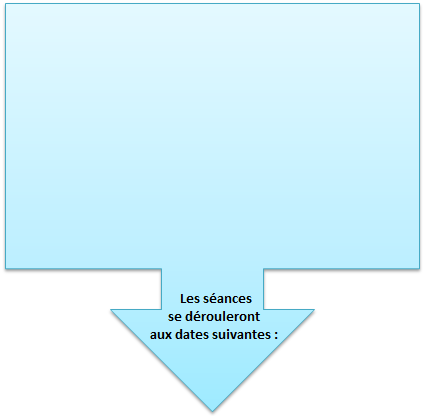 Les séances
se dérouleront
aux dates suivantes :